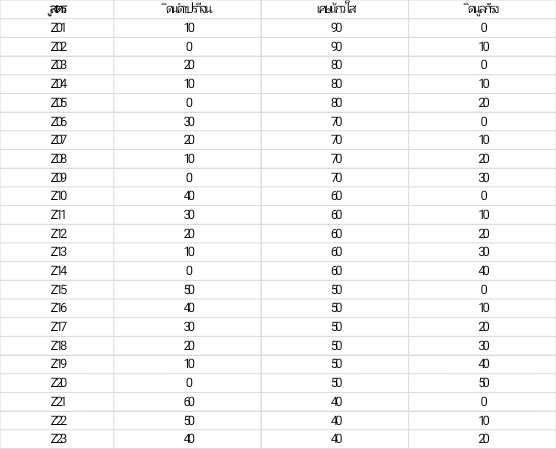 สูตร ดินดำปราจีน เศษแก้วใส ดินลูกรัง
Z01 10 90 0
Z02 0 90 10
Z03 20 80 0
Z04 10 80 10
Z05 0 80 20
Z06 30 70 0
Z07 20 70 10
Z08 10 70 20
Z09 0 70 30
Z10 40 60 0
Z11 30 60 10
Z12 20 60 20
Z13 10 60 30
Z14 0 60 40
Z15 50 50 0
Z16 40 50 10
Z17 30 50 20
Z18 20 50 30
Z19 10 50 40
Z20 0 50 50
Z21 60 40 0
Z22 50 40 10
Z23 40 40 20